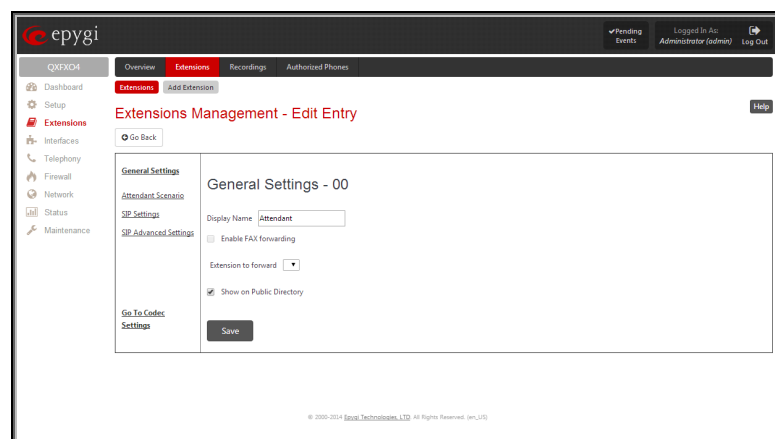 epygi
Pending Events
Logged In As: Administrator (admin)
Log Out
QXFXO4
Overview
Extensions
Recordings
Authorized Phones
Dashboard
Setup
Extensions
Interfaces
Telephony
Firewall
Network
Status
Maintenance
Extensions
Add Extension
Extensions Management - Edit Entry
Help
Go Back
General Settings
Attendant Scenario
SIP Settings
SIP Advanced Settings
Go To Codec
Settings
General Settings - 00
Display Name Attendant
Enable FAX forwarding
Extension to forward
Show on Public Directory
Save
© 2000-2014 Epygi Technologies, LTD. All Rights Reserved. (en_US)